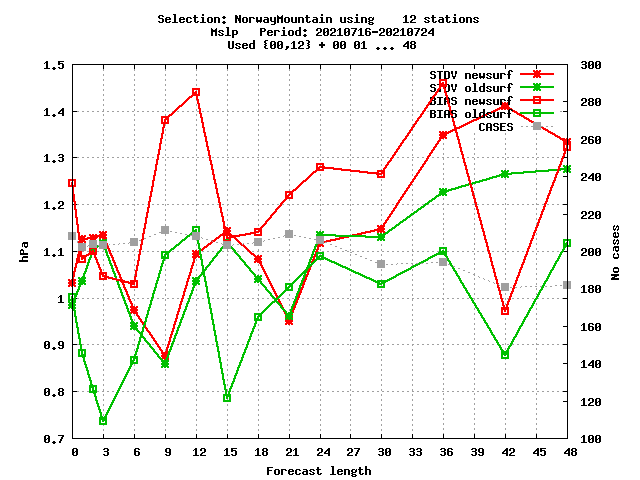 Selection: NorwayMountain using    12 stations
Mslp   Period: 20210716-20210724
Used {00,12} + 00 01 ... 48
STDV newsurf
STDV oldsurf
BIAS newsurf
BIAS oldsurf
CASES
1.5
1.4
1.3
1.2
1.1
1
0.9
0.8
0.7
hPa
300
280
260
240
220
200
180
160
140
120
100
No cases
0 3 6 9 12 15 18 21 24 27 30 33 36 39 42 45 48
Forecast length